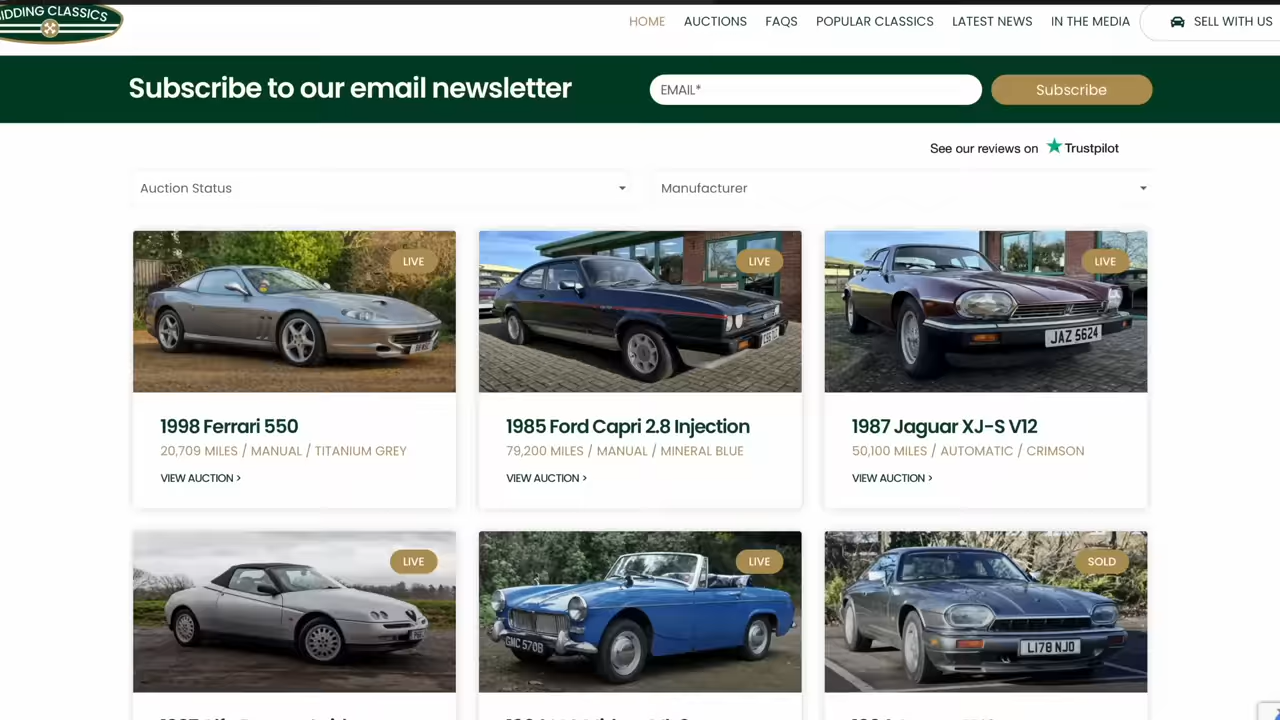 BIDDING CLASSICS
HOME AUCTIONS FAQS POPULAR CLASSICS LATEST NEWS IN THE MEDIA SELL WITH US
Subscribe to our email newsletter EMAIL* Subscribe
See our reviews on Trustpilot
Auction Status Manufacturer
LIVE LIVE LIVE
JAZ 5624
1998 Ferrari 550 1985 Ford Capri 2.8 Injection 1987 Jaguar XJ-S V12
20,709 MILES / MANUAL / TITANIUM GREY 79,200 MILES / MANUAL / MINERAL BLUE 50,100 MILES / AUTOMATIC / CRIMSON
VIEW AUCTION > VIEW AUCTION > VIEW AUCTION >
LIVE LIVE SOLD
GMC 570B L178 NJO